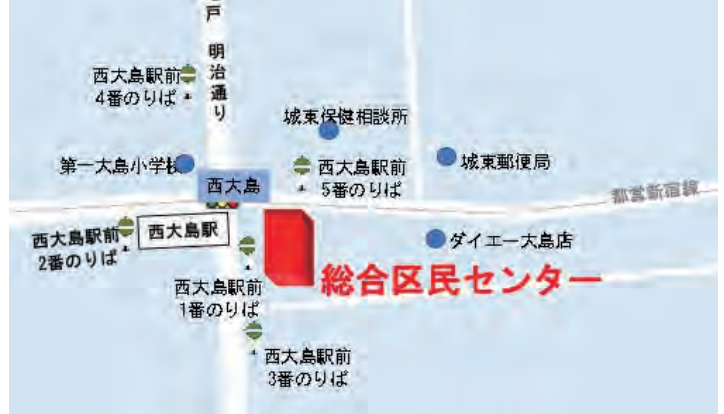 戸 明治通り
西大島駅前
4番のりば
城東保健相談所
第一大島小学校
西大島
西大島駅前
5番のりば
城東郵便局
都営新宿線
西大島駅前
2番のりば
西大島駅
ダイエー大島店
総合区民センター
西大島駅前
1番のりば
西大島駅前
3番のりば